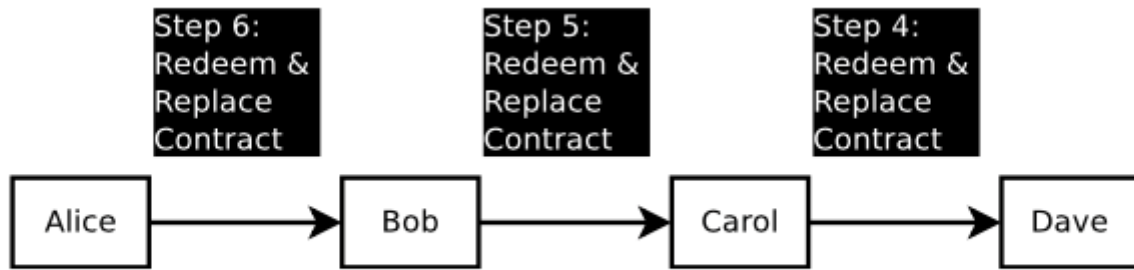 Step 6:
Redeem &
Replace
Contract
Step 5:
Redeem &
Replace
Contract
Step 4:
Redeem &
Replace
Contract
Alice
Bob
Carol
Dave